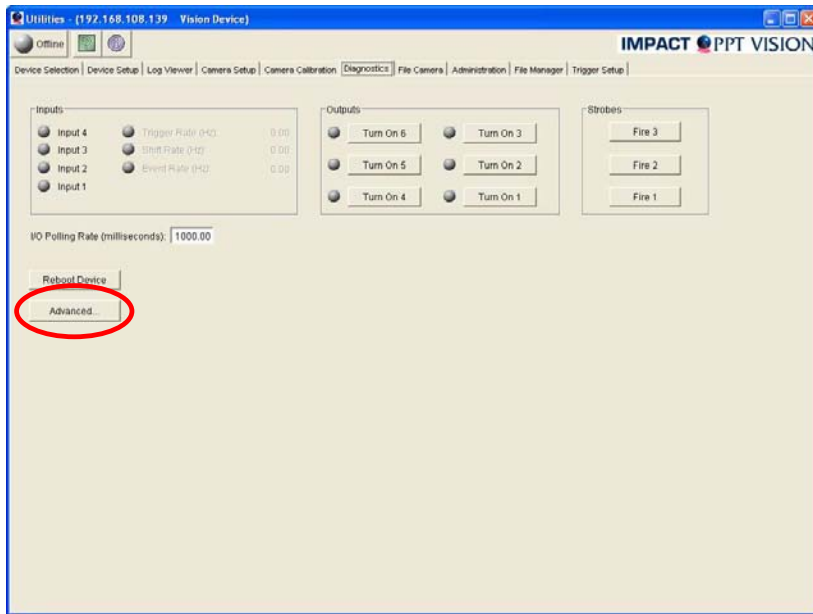 Utilities - (192.168.108.139 Vision Device)
Offline
IMPACT PPT VISION
Device Selection | Device Setup | Log Viewer | Camera Setup | Camera Calibration | Diagnostics | File Camera | Administration | File Manager | Trigger Setup
Inputs
Input 4 Trigger Rate (Hz): 0.00
Input 3 Shift Rate (Hz): 0.00
Input 2 Event Rate (Hz): 0.00
Input 1
Outputs
Turn On 6 Turn On 3
Turn On 5 Turn On 2
Turn On 4 Turn On 1
Strobes
Fire 3
Fire 2
Fire 1
I/O Polling Rate (milliseconds): 1000.00
Reboot Device
Advanced...